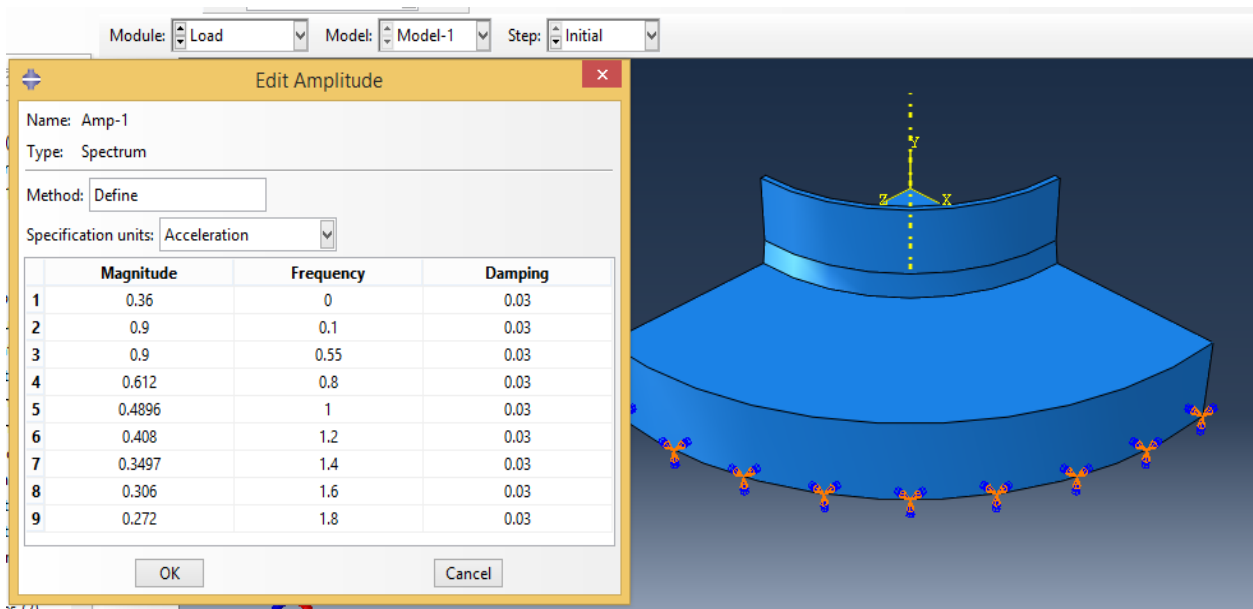 Module: Load Model: Model-1 Step: Initial
Edit Amplitude
Name: Amp-1
Type: Spectrum
Method: Define
Specification units: Acceleration
Magnitude Frequency Damping
1 0.36 0 0.03
2 0.9 0.1 0.03
3 0.9 0.55 0.03
4 0.612 0.8 0.03
5 0.4896 1 0.03
6 0.408 1.2 0.03
7 0.3497 1.4 0.03
8 0.306 1.6 0.03
9 0.272 1.8 0.03
OK Cancel
Y
Z X